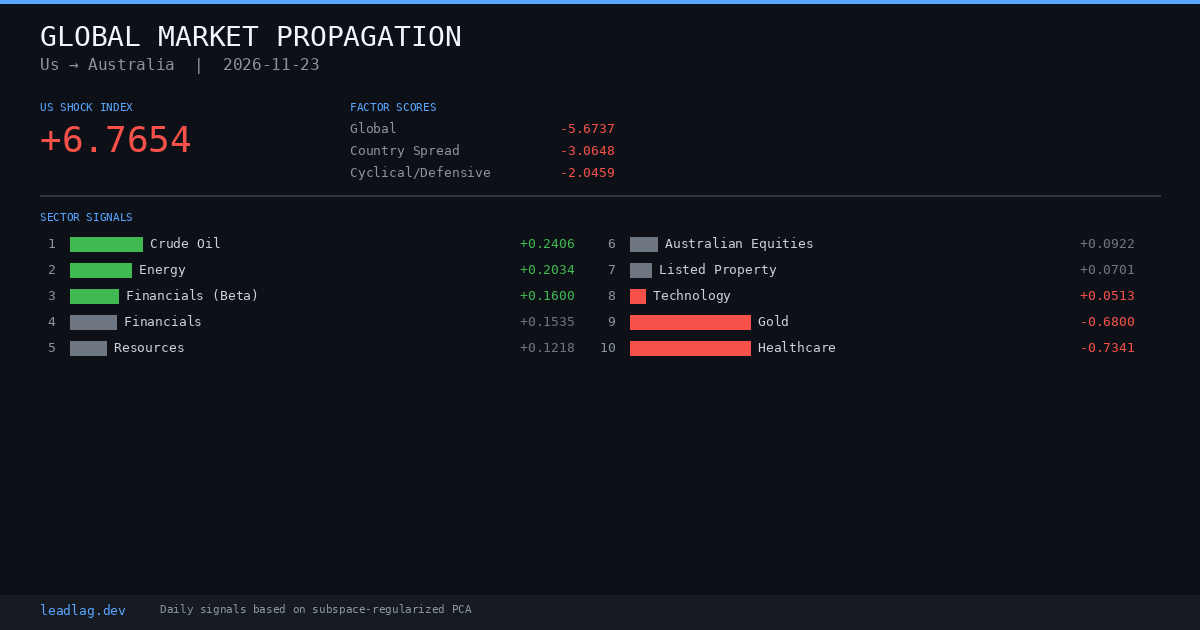 GLOBAL MARKET PROPAGATION
Us → Australia | 2026-11-23
US SHOCK INDEX
+6.7654
FACTOR SCORES
Global -5.6737
Country Spread -3.0648
Cyclical/Defensive -2.0459
SECTOR SIGNALS
1 Crude Oil +0.2406
2 Energy +0.2034
3 Financials (Beta) +0.1600
4 Financials +0.1535
5 Resources +0.1218
6 Australian Equities +0.0922
7 Listed Property +0.0701
8 Technology +0.0513
9 Gold -0.6800
10 Healthcare -0.7341
leadlag.dev Daily signals based on subspace-regularized PCA